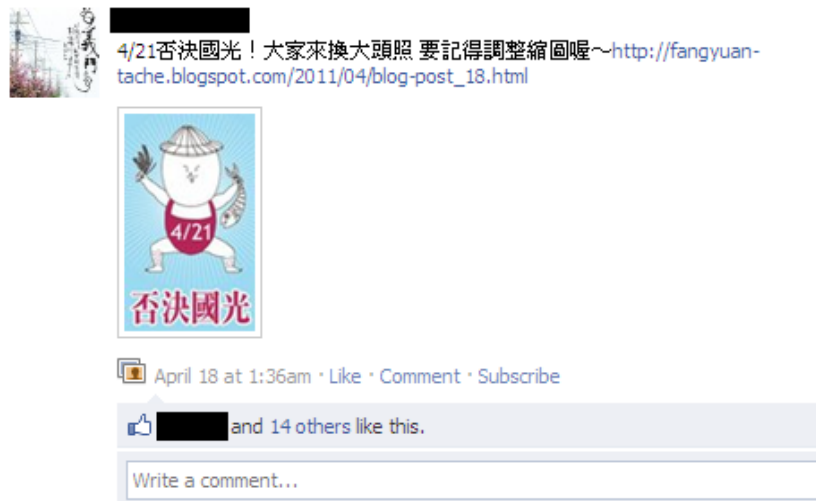 4/21否決國光！大家來換大頭照 要記得調整縮圖喔～http://fangyuan-
tache.blogspot.com/2011/04/blog-post_18.html
4/21
否決國光
April 18 at 1:36am · Like · Comment · Subscribe
and 14 others like this.
Write a comment...